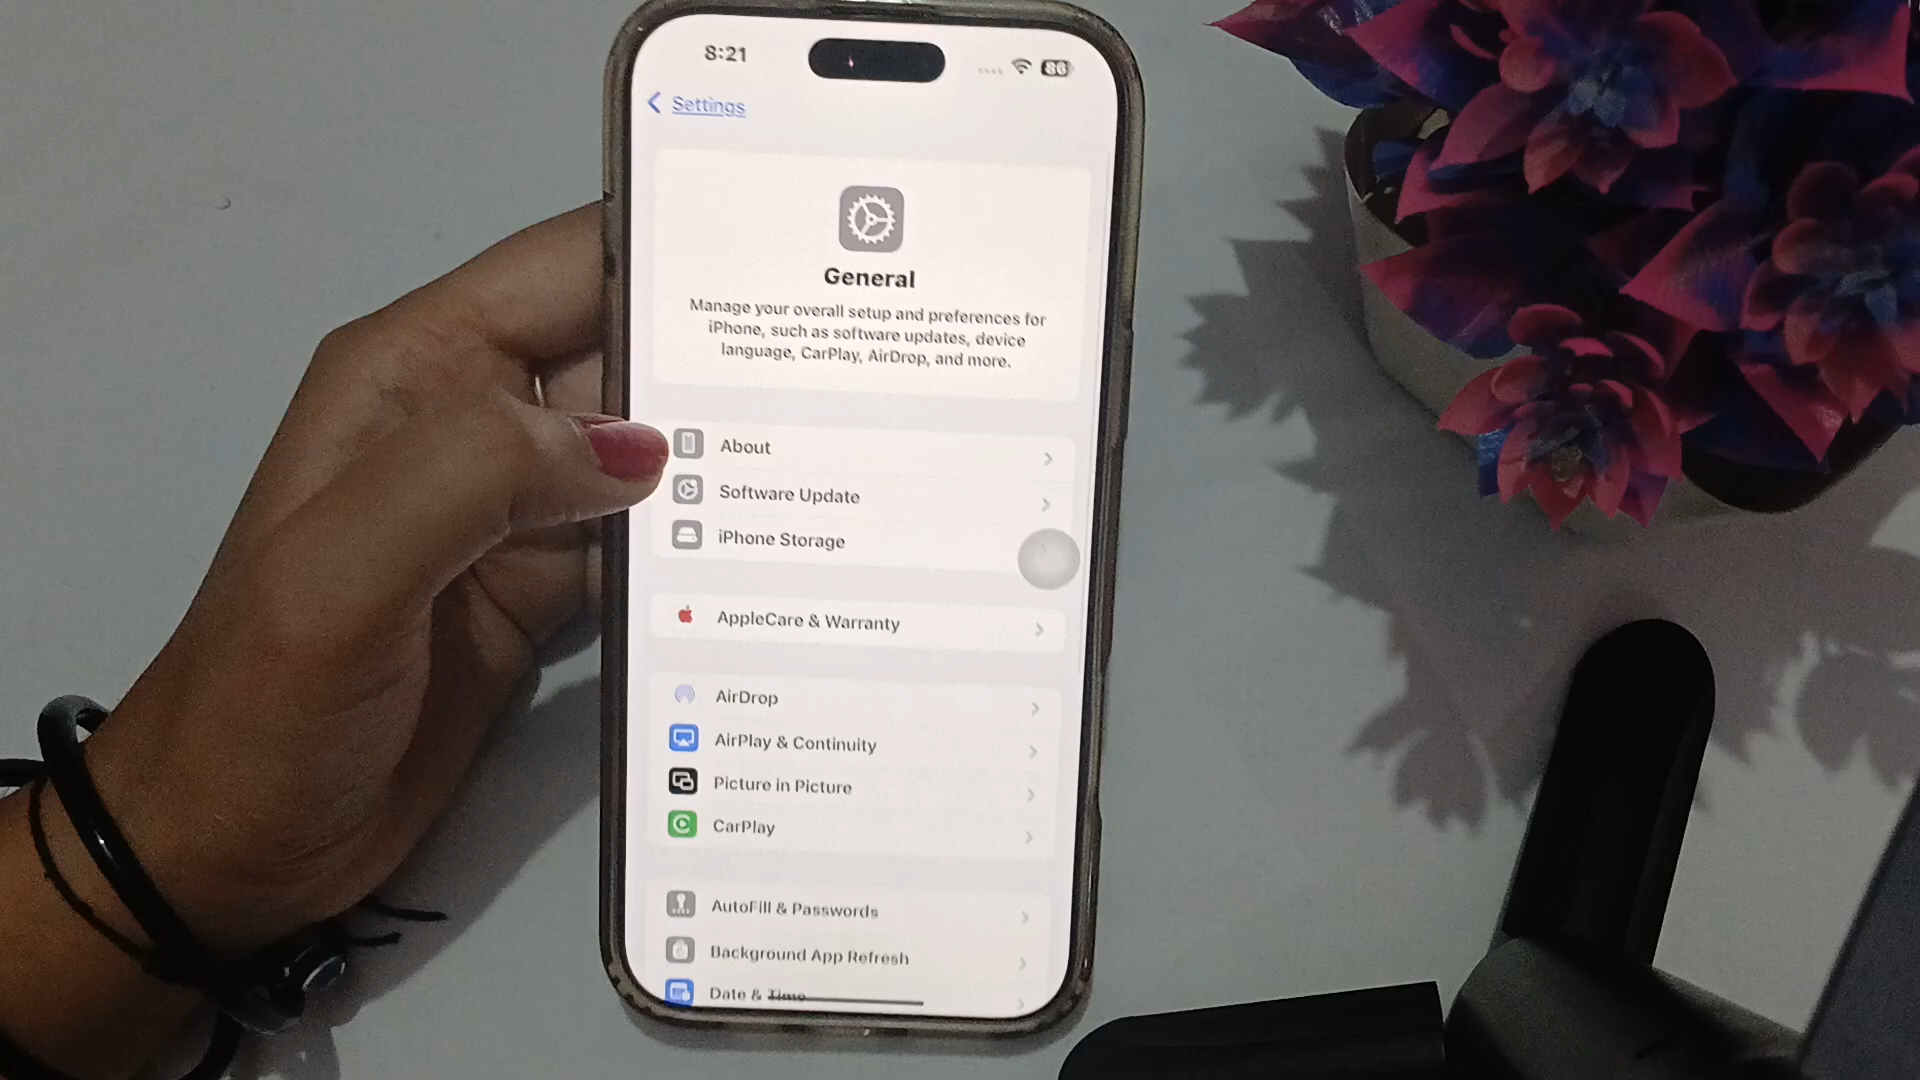 8:21
86
Settings
General
Manage your overall setup and preferences for
iPhone, such as software updates, device
language, CarPlay, AirDrop, and more.
About
Software Update
iPhone Storage
AppleCare & Warranty
AirDrop
AirPlay & Continuity
Picture in Picture
CarPlay
AutoFill & Passwords
Background App Refresh
Date & Time